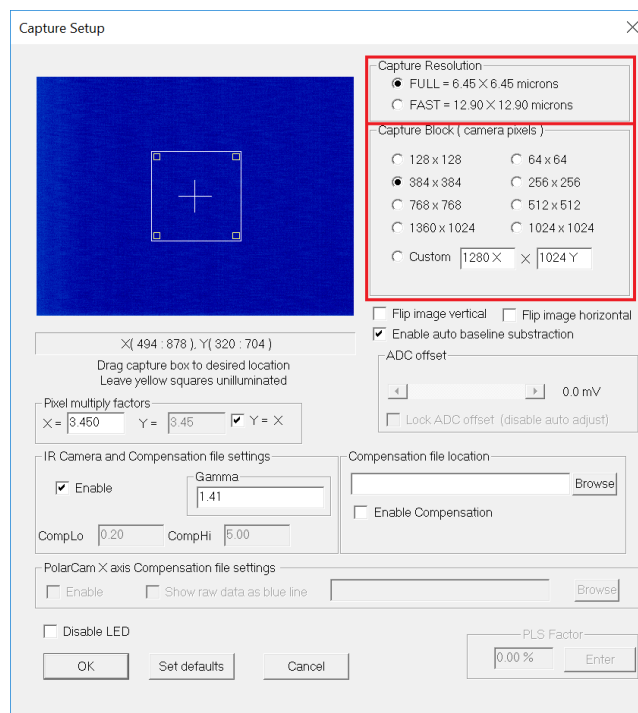 Capture Setup
Capture Resolution
FULL = 6.45 X 6.45 microns
FAST = 12.90 X 12.90 microns
Capture Block ( camera pixels )
128 x 128 64 x 64
384 x 384 256 x 256
768 x 768 512 x 512
1360 x 1024 1024 x 1024
Custom 1280 X X 1024 Y
Flip image vertical Flip image horizontal
X( 494 : 878 ), Y( 320 : 704 )
Enable auto baseline substraction
Drag capture box to desired location
Leave yellow squares unilluminated
ADC offset
0.0 mV
Lock ADC offset (disable auto adjust)
Pixel multiply factors
X = 3.450 Y = 3.45 Y = X
IR Camera and Compensation file settings
Enable
Gamma
1.41
CompLo 0.20 CompHi 5.00
Compensation file location
Browse
Enable Compensation
PolarCam X axis Compensation file settings
Enable Show raw data as blue line Browse
Disable LED
PLS Factor
0.00 % Enter
OK Set defaults Cancel